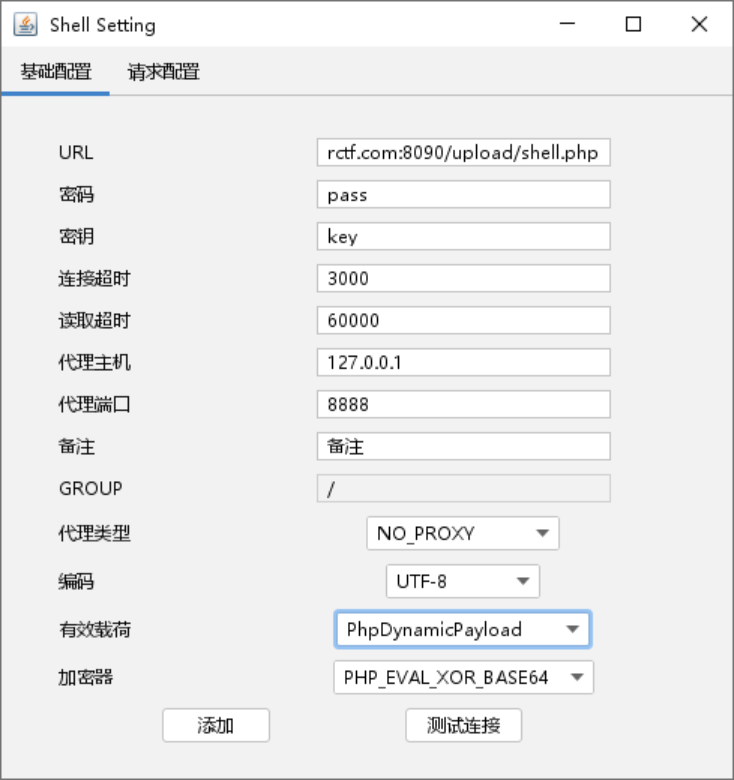 Shell Setting
基础配置 请求配置
URL rctf.com:8090/upload/shell.php
密码 pass
密钥 key
连接超时 3000
读取超时 60000
代理主机 127.0.0.1
代理端口 8888
备注 备注
GROUP /
代理类型 NO_PROXY
编码 UTF-8
有效载荷 PhpDynamicPayload
加密器 PHP_EVAL_XOR_BASE64
添加 测试连接